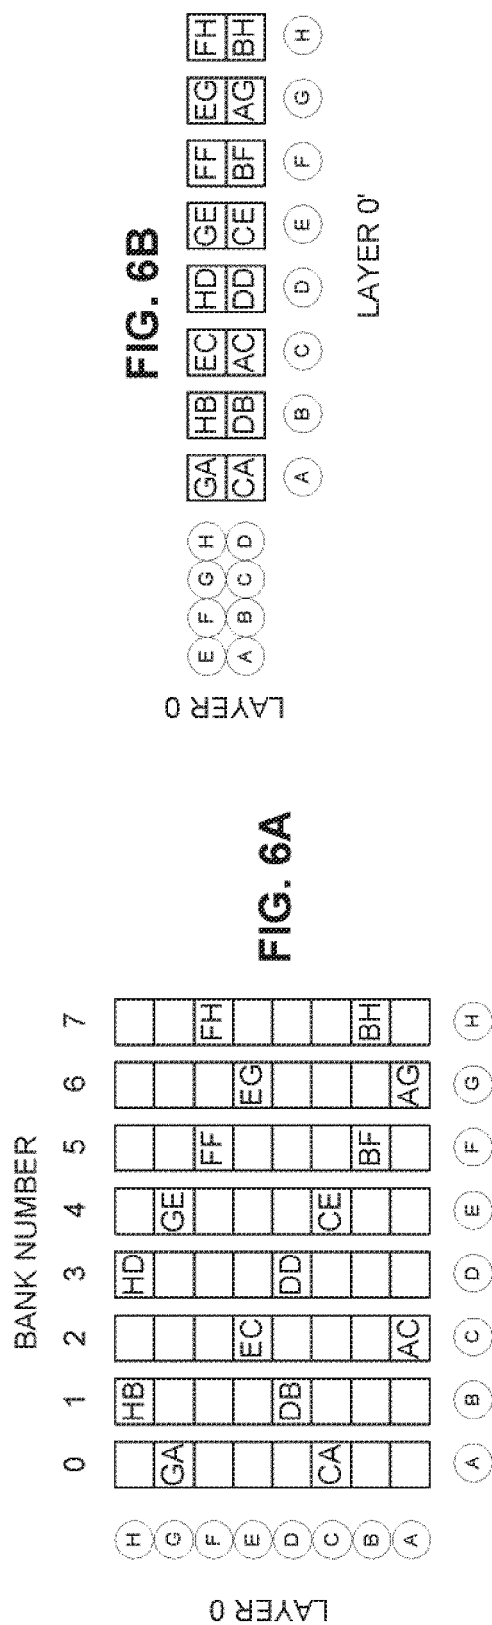 BANK NUMBER
0 1 2 3 4 5 6 7
LAYER 0
H HB HD
G GA GE
F FF FH
E EC EG
D DB DD
C CA CE
B BF BH
A AC AG
A B C D E F G H
FIG. 6A
FIG. 6B
LAYER 0
E F G H GA HB EC HD GE FF EG FH
A B C D CA DB AC DD CE BF AG BH
A B C D E F G H
LAYER 0'